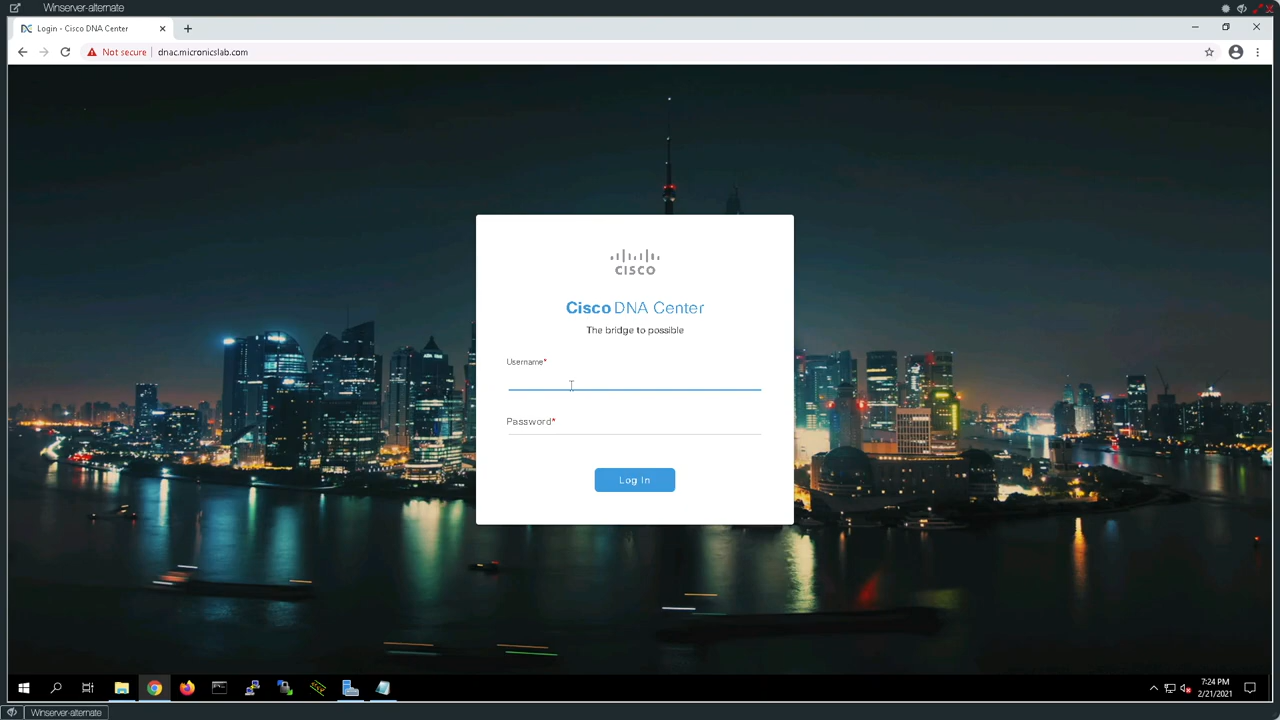 Winserver-alternate
Login - Cisco DNA Center
Not secure
dnac.micronicslab.com
CISCO
Cisco DNA Center
The bridge to possible
Username*
Password*
Log In
7:24 PM
2/21/2021
Winserver-alternate